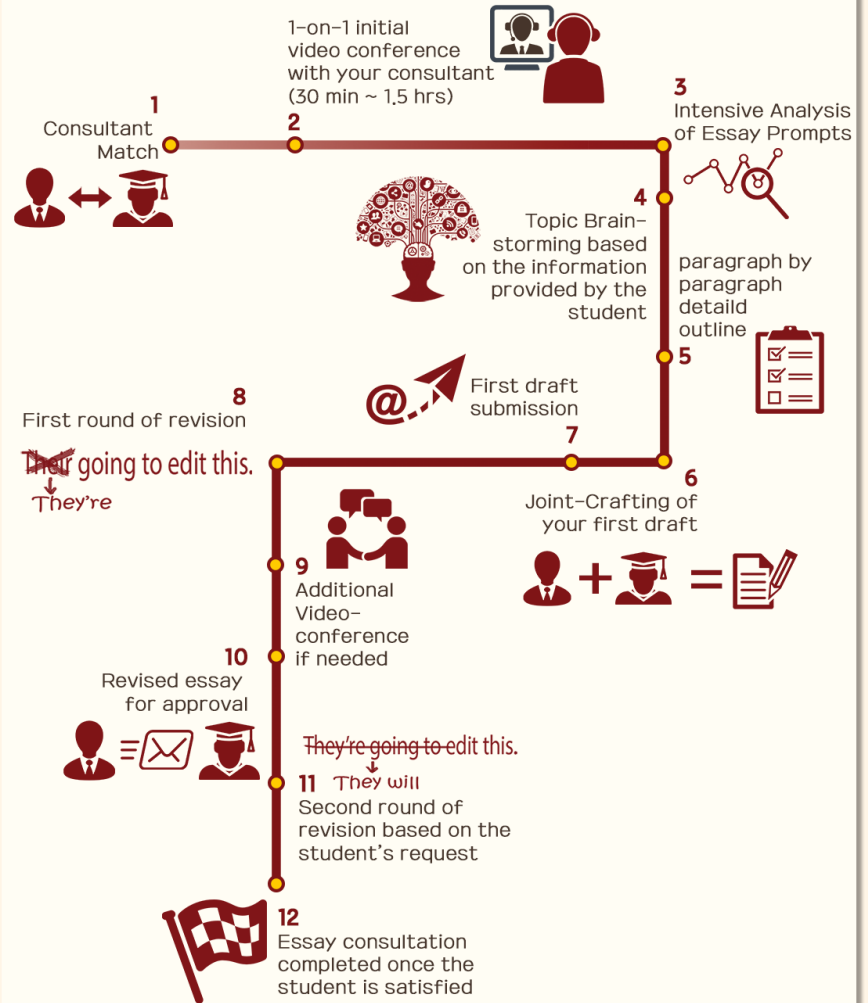 1
Consultant
Match
1-on-1 initial
video conference
with your consultant
(30 min ~ 1.5 hrs)
2
3
Intensive Analysis
of Essay Prompts
4
Topic Brain-
storming based
on the information
provided by the
student
paragraph by
paragraph
detaild
outline
5
6
Joint-Crafting of
your first draft
First draft
submission
7
@
8
First round of revision
Their going to edit this.
They're
9
Additional
Video-
conference
if needed
10
Revised essay
for approval
They're going to edit this.
They will
11
Second round of
revision based on the
student's request
12
Essay consultation
completed once the
student is satisfied